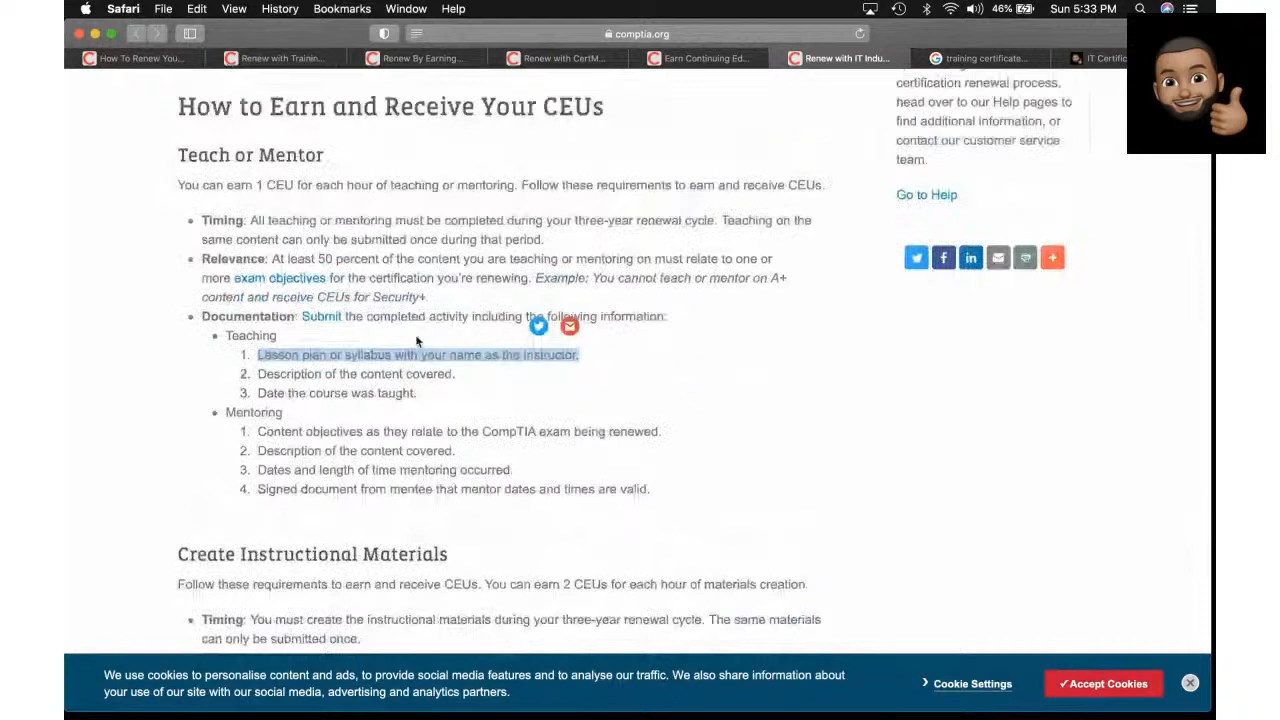 Safari File Edit View History Bookmarks Window Help
46%
Sun 5:33 PM
comptia.org
How To Renew You...
Renew with Trainin...
Renew By Earning...
Renew with CertM...
Earn Continuing Ed...
Renew with IT Indu...
training certificate...
IT Certific
How to Earn and Receive Your CEUs
Teach or Mentor
You can earn 1 CEU for each hour of teaching or mentoring. Follow these requirements to earn and receive CEUs.
Timing: All teaching or mentoring must be completed during your three-year renewal cycle. Teaching on the
same content can only be submitted once during that period.
Relevance: At least 50 percent of the content you are teaching or mentoring on must relate to one or
more exam objectives for the certification you're renewing. Example: You cannot teach or mentor on A+
content and receive CEUs for Security+.
Documentation: Submit the completed activity including the following information:
Teaching
1. Lesson plan or syllabus with your name as the instructor.
2. Description of the content covered.
3. Date the course was taught.
Mentoring
1. Content objectives as they relate to the CompTIA exam being renewed.
2. Description of the content covered.
3. Dates and length of time mentoring occurred.
4. Signed document from mentee that mentor dates and times are valid.
Create Instructional Materials
Follow these requirements to earn and receive CEUs. You can earn 2 CEUs for each hour of materials creation.
Timing: You must create the instructional materials during your three-year renewal cycle. The same materials
can only be submitted once.
certification renewal process,
head over to our Help pages to
find additional information, or
contact our customer service
team.
Go to Help
We use cookies to personalise content and ads, to provide social media features and to analyse our traffic. We also share information about
your use of our site with our social media, advertising and analytics partners.
Cookie Settings
✓Accept Cookies